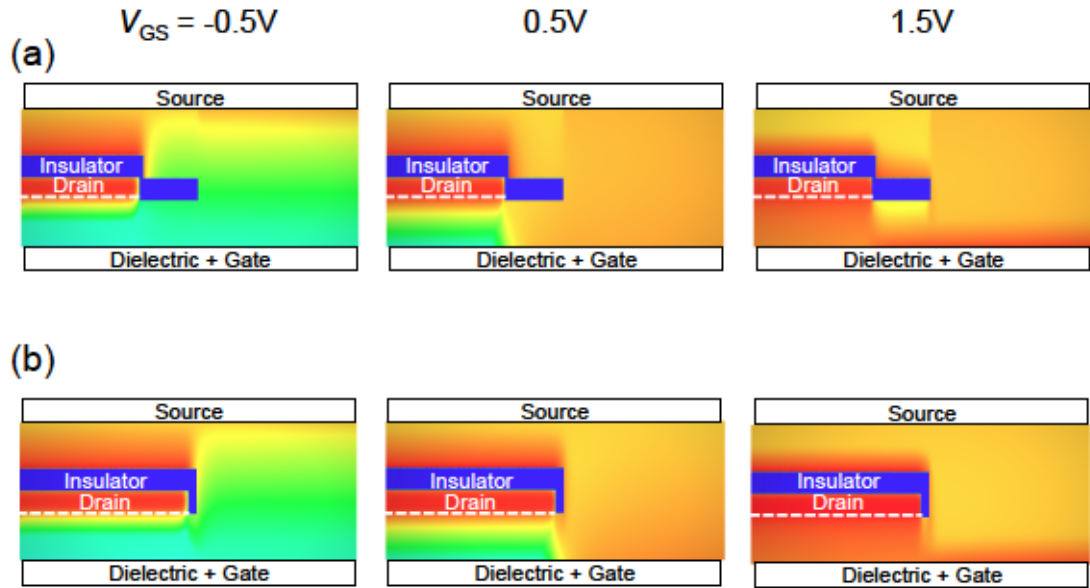 V_GS = -0.5V 0.5V 1.5V
(a)
Source Source Source
Insulator Insulator Insulator
Drain Drain Drain
Dielectric + Gate Dielectric + Gate Dielectric + Gate
(b)
Source Source Source
Insulator Insulator Insulator
Drain Drain Drain
Dielectric + Gate Dielectric + Gate Dielectric + Gate